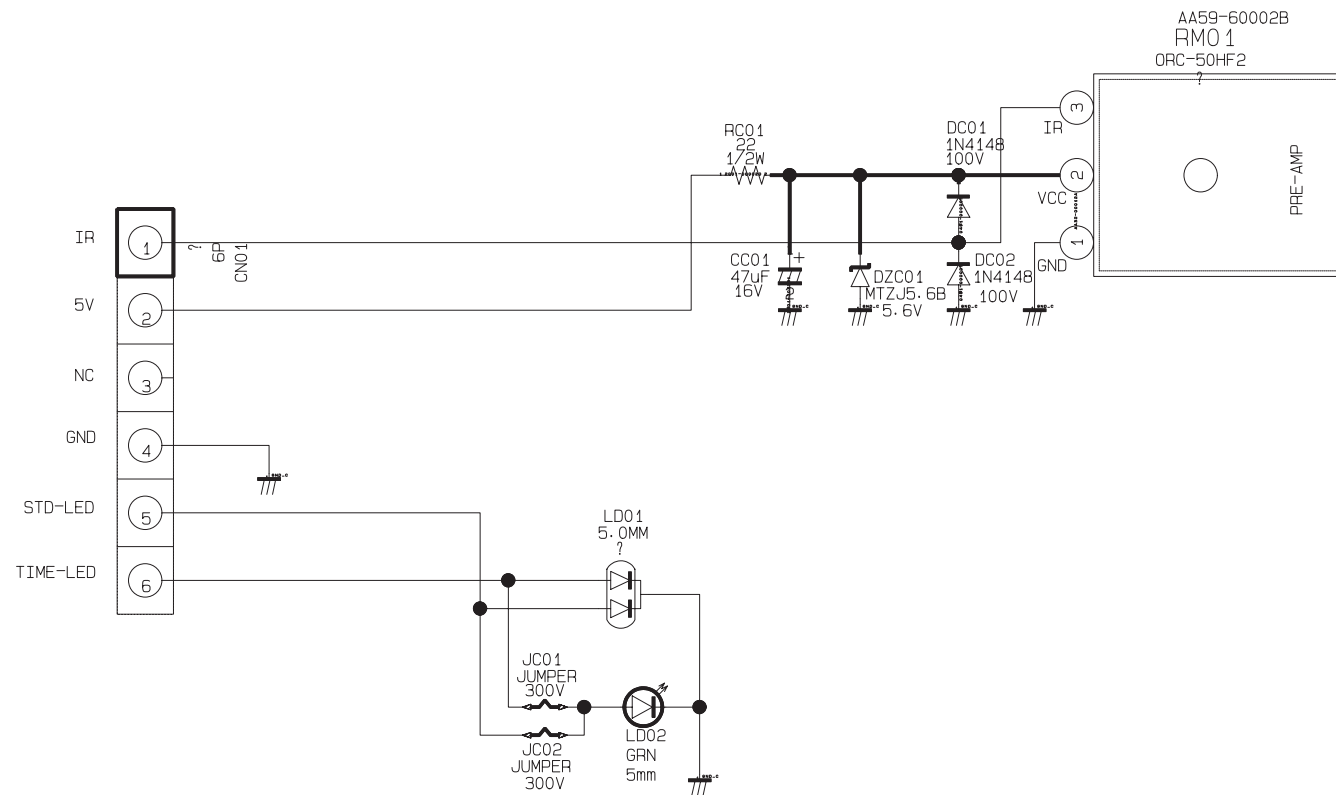 AA59-60002B
RM01
ORC-50HF2
?
3
IR
2
VCC
1
GND
PRE-AMP
RC01
22
1/2W
DC01
1N4148
100V
CC01
47uF
16V
+
DZC01
MTZJ5.6B
5.6V
DC02
1N4148
100V
IR
1
?
6P
CN01
5V
2
NC
3
GND
4
STD-LED
5
TIME-LED
6
LD01
5.0MM
?
JC01
JUMPER
300V
JC02
JUMPER
300V
LD02
GRN
5mm